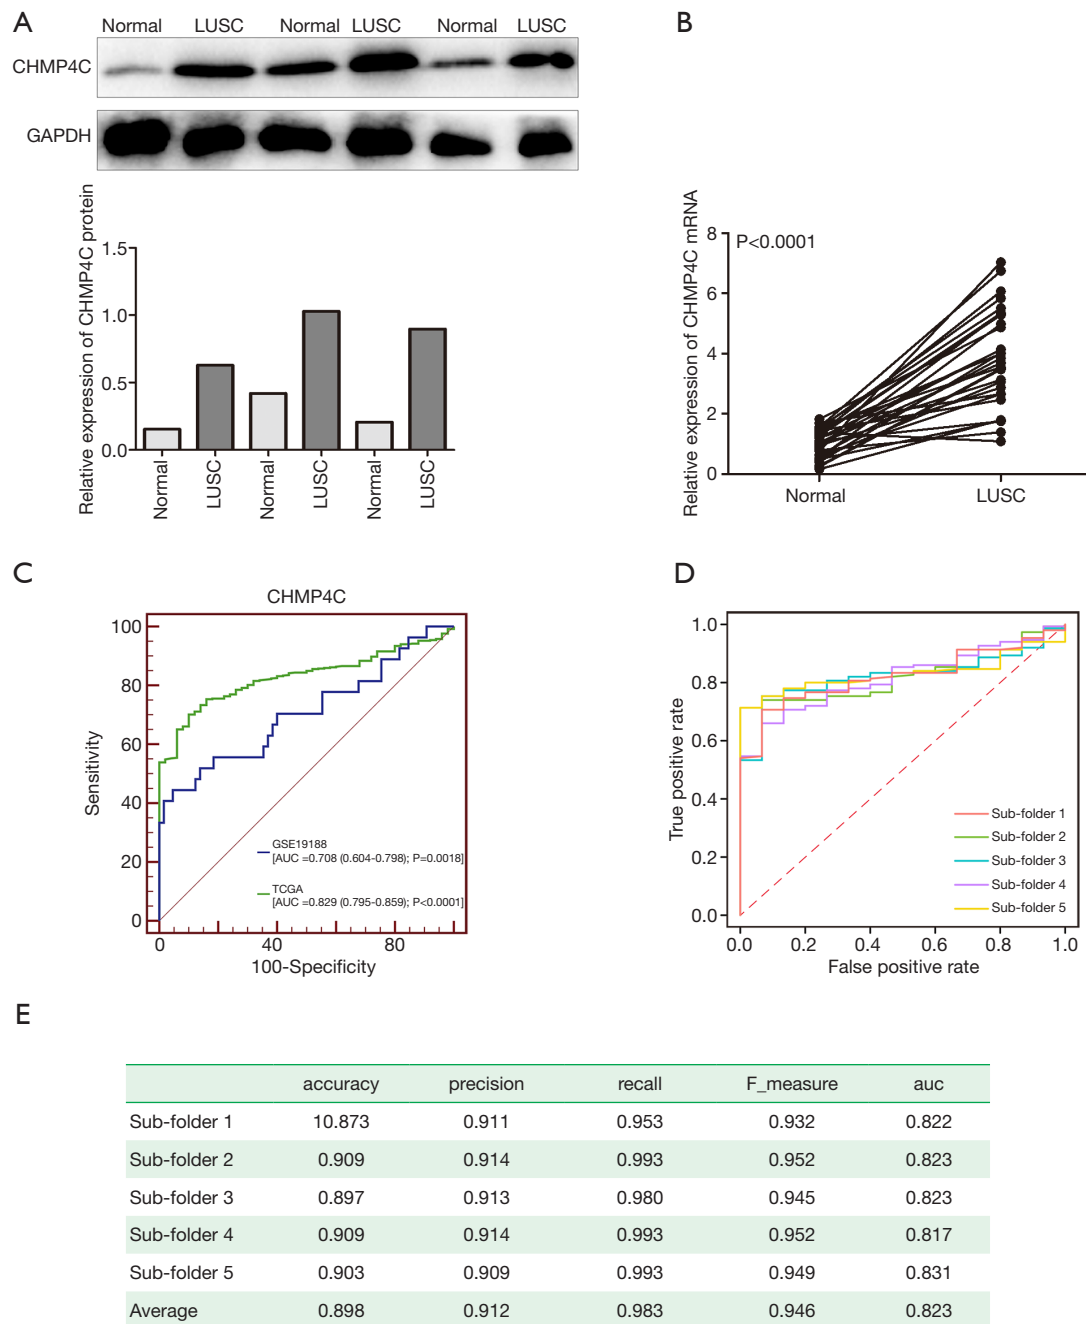 A
Normal LUSC Normal LUSC Normal LUSC
CHMP4C
GAPDH
Relative expression of CHMP4C protein
1.5
1.0
0.5
0.0
Normal LUSC Normal LUSC Normal LUSC
B
Relative expression of CHMP4C mRNA
P<0.0001
8
6
4
2
0
Normal LUSC
C
CHMP4C
Sensitivity
100
80
60
40
20
0
GSE19188
[AUC =0.708 (0.604-0.798); P=0.0018]
TCGA
[AUC =0.829 (0.795-0.859); P<0.0001]
0 40 80
100-Specificity
D
True positive rate
1.0
0.8
0.6
0.4
0.2
0.0
Sub-folder 1
Sub-folder 2
Sub-folder 3
Sub-folder 4
Sub-folder 5
0.0 0.2 0.4 0.6 0.8 1.0
False positive rate
E
accuracy precision recall F_measure auc
Sub-folder 1 10.873 0.911 0.953 0.932 0.822
Sub-folder 2 0.909 0.914 0.993 0.952 0.823
Sub-folder 3 0.897 0.913 0.980 0.945 0.823
Sub-folder 4 0.909 0.914 0.993 0.952 0.817
Sub-folder 5 0.903 0.909 0.993 0.949 0.831
Average 0.898 0.912 0.983 0.946 0.823